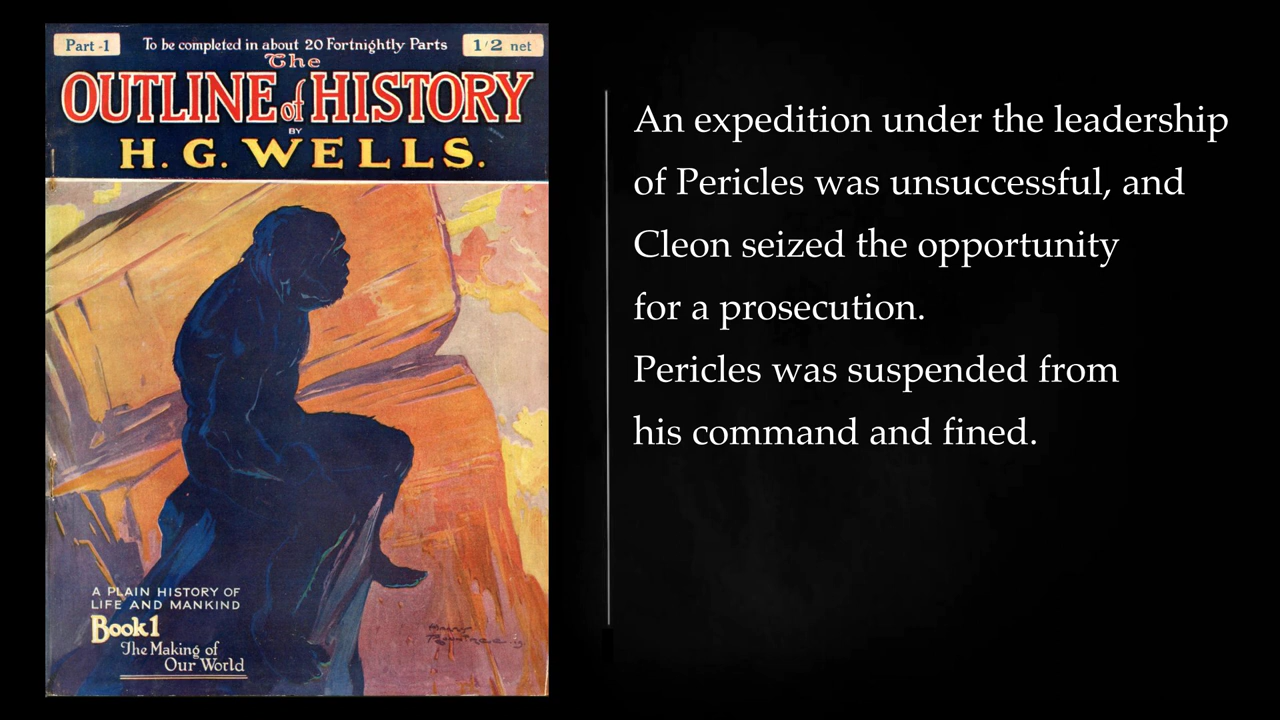 Part -1
To be completed in about 20 Fortnightly Parts
1/2 net
The
OUTLINE of HISTORY
BY
H. G. WELLS.
A PLAIN HISTORY OF
LIFE AND MANKIND
Book 1
The Making of
Our World
An expedition under the leadership
of Pericles was unsuccessful, and
Cleon seized the opportunity
for a prosecution.
Pericles was suspended from
his command and fined.